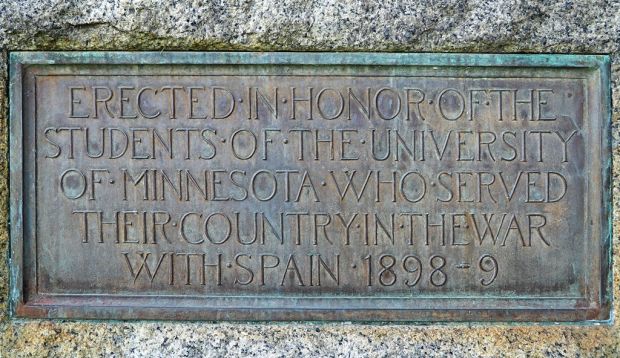 ERECTED·IN·HONOR·OF·THE
STUDENTS·OF·THE·UNIVERSITY
OF·MINNESOTA·WHO·SERVED
THEIR·COUNTRY·IN·THE·WAR
WITH·SPAIN·1898-9